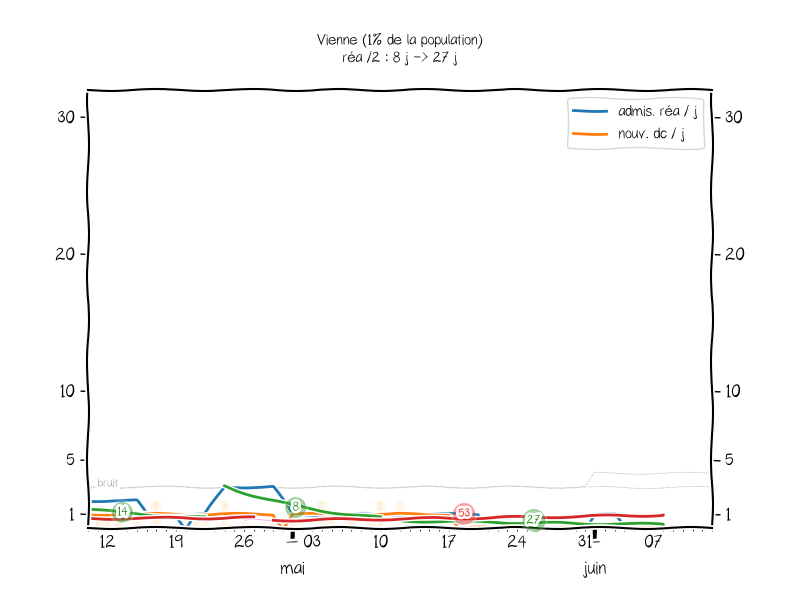 Vienne (1% de la population)
réa /2 : 8 j -> 27 j
admis. réa / j
nouv. dc / j
30
30
20
20
10
10
5
5
bruit
1
1
14
8
53
27
12 19 26 03 10 17 24 31 07
mai juin